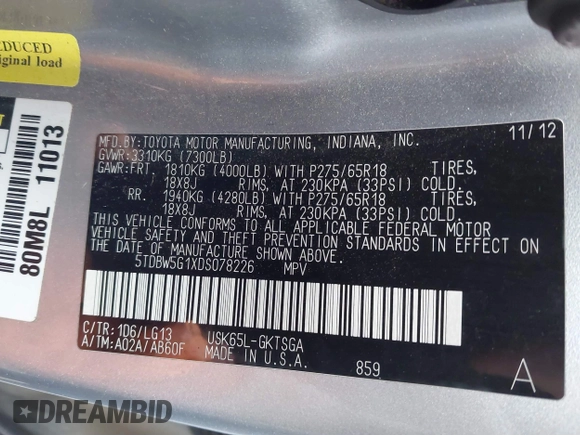 EDUCED
iginal load
80M8L 11013
MFD.BY:TOYOTA MOTOR MANUFACTURING, INDIANA, INC. 11/12
GVWR:3310KG (7300LB)
GAWR:FRT. 1810KG (4000LB) WITH P275/65R18 TIRES,
18X8J RIMS, AT 230KPA (33PSI) COLD.
RR. 1940KG (4280LB) WITH P275/65R18 TIRES,
18X8J RIMS, AT 230KPA (33PSI) COLD.
THIS VEHICLE CONFORMS TO ALL APPLICABLE FEDERAL MOTOR
VEHICLE SAFETY AND THEFT PREVENTION STANDARDS IN EFFECT ON
THE DATE OF MANUFACTURE SHOWN ABOVE.
5TDBW5G1XDS078226 MPV
C/TR:1D6/LG13 USK65L-GKTSGA
A/TM:A02A/AB60F MADE IN U.S.A. 859 A
DREAMBID